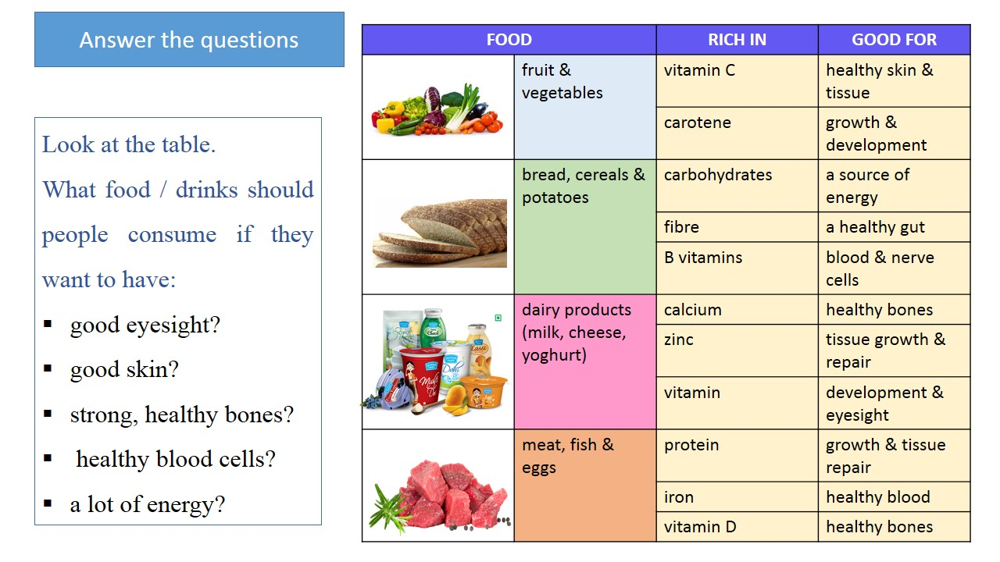 Answer the questions
Look at the table.
What food / drinks should
people consume if they
want to have:
▪ good eyesight?
▪ good skin?
▪ strong, healthy bones?
▪ healthy blood cells?
▪ a lot of energy?
FOOD RICH IN GOOD FOR
fruit &
vegetables
vitamin C
healthy skin &
tissue
carotene
growth &
development
bread, cereals &
potatoes
carbohydrates
a source of
energy
fibre
a healthy gut
B vitamins
blood & nerve
cells
dairy products
(milk, cheese,
yoghurt)
calcium
healthy bones
zinc
tissue growth &
repair
vitamin
development &
eyesight
Lassi
Dahi
meat, fish &
eggs
protein
growth & tissue
repair
iron
healthy blood
vitamin D
healthy bones